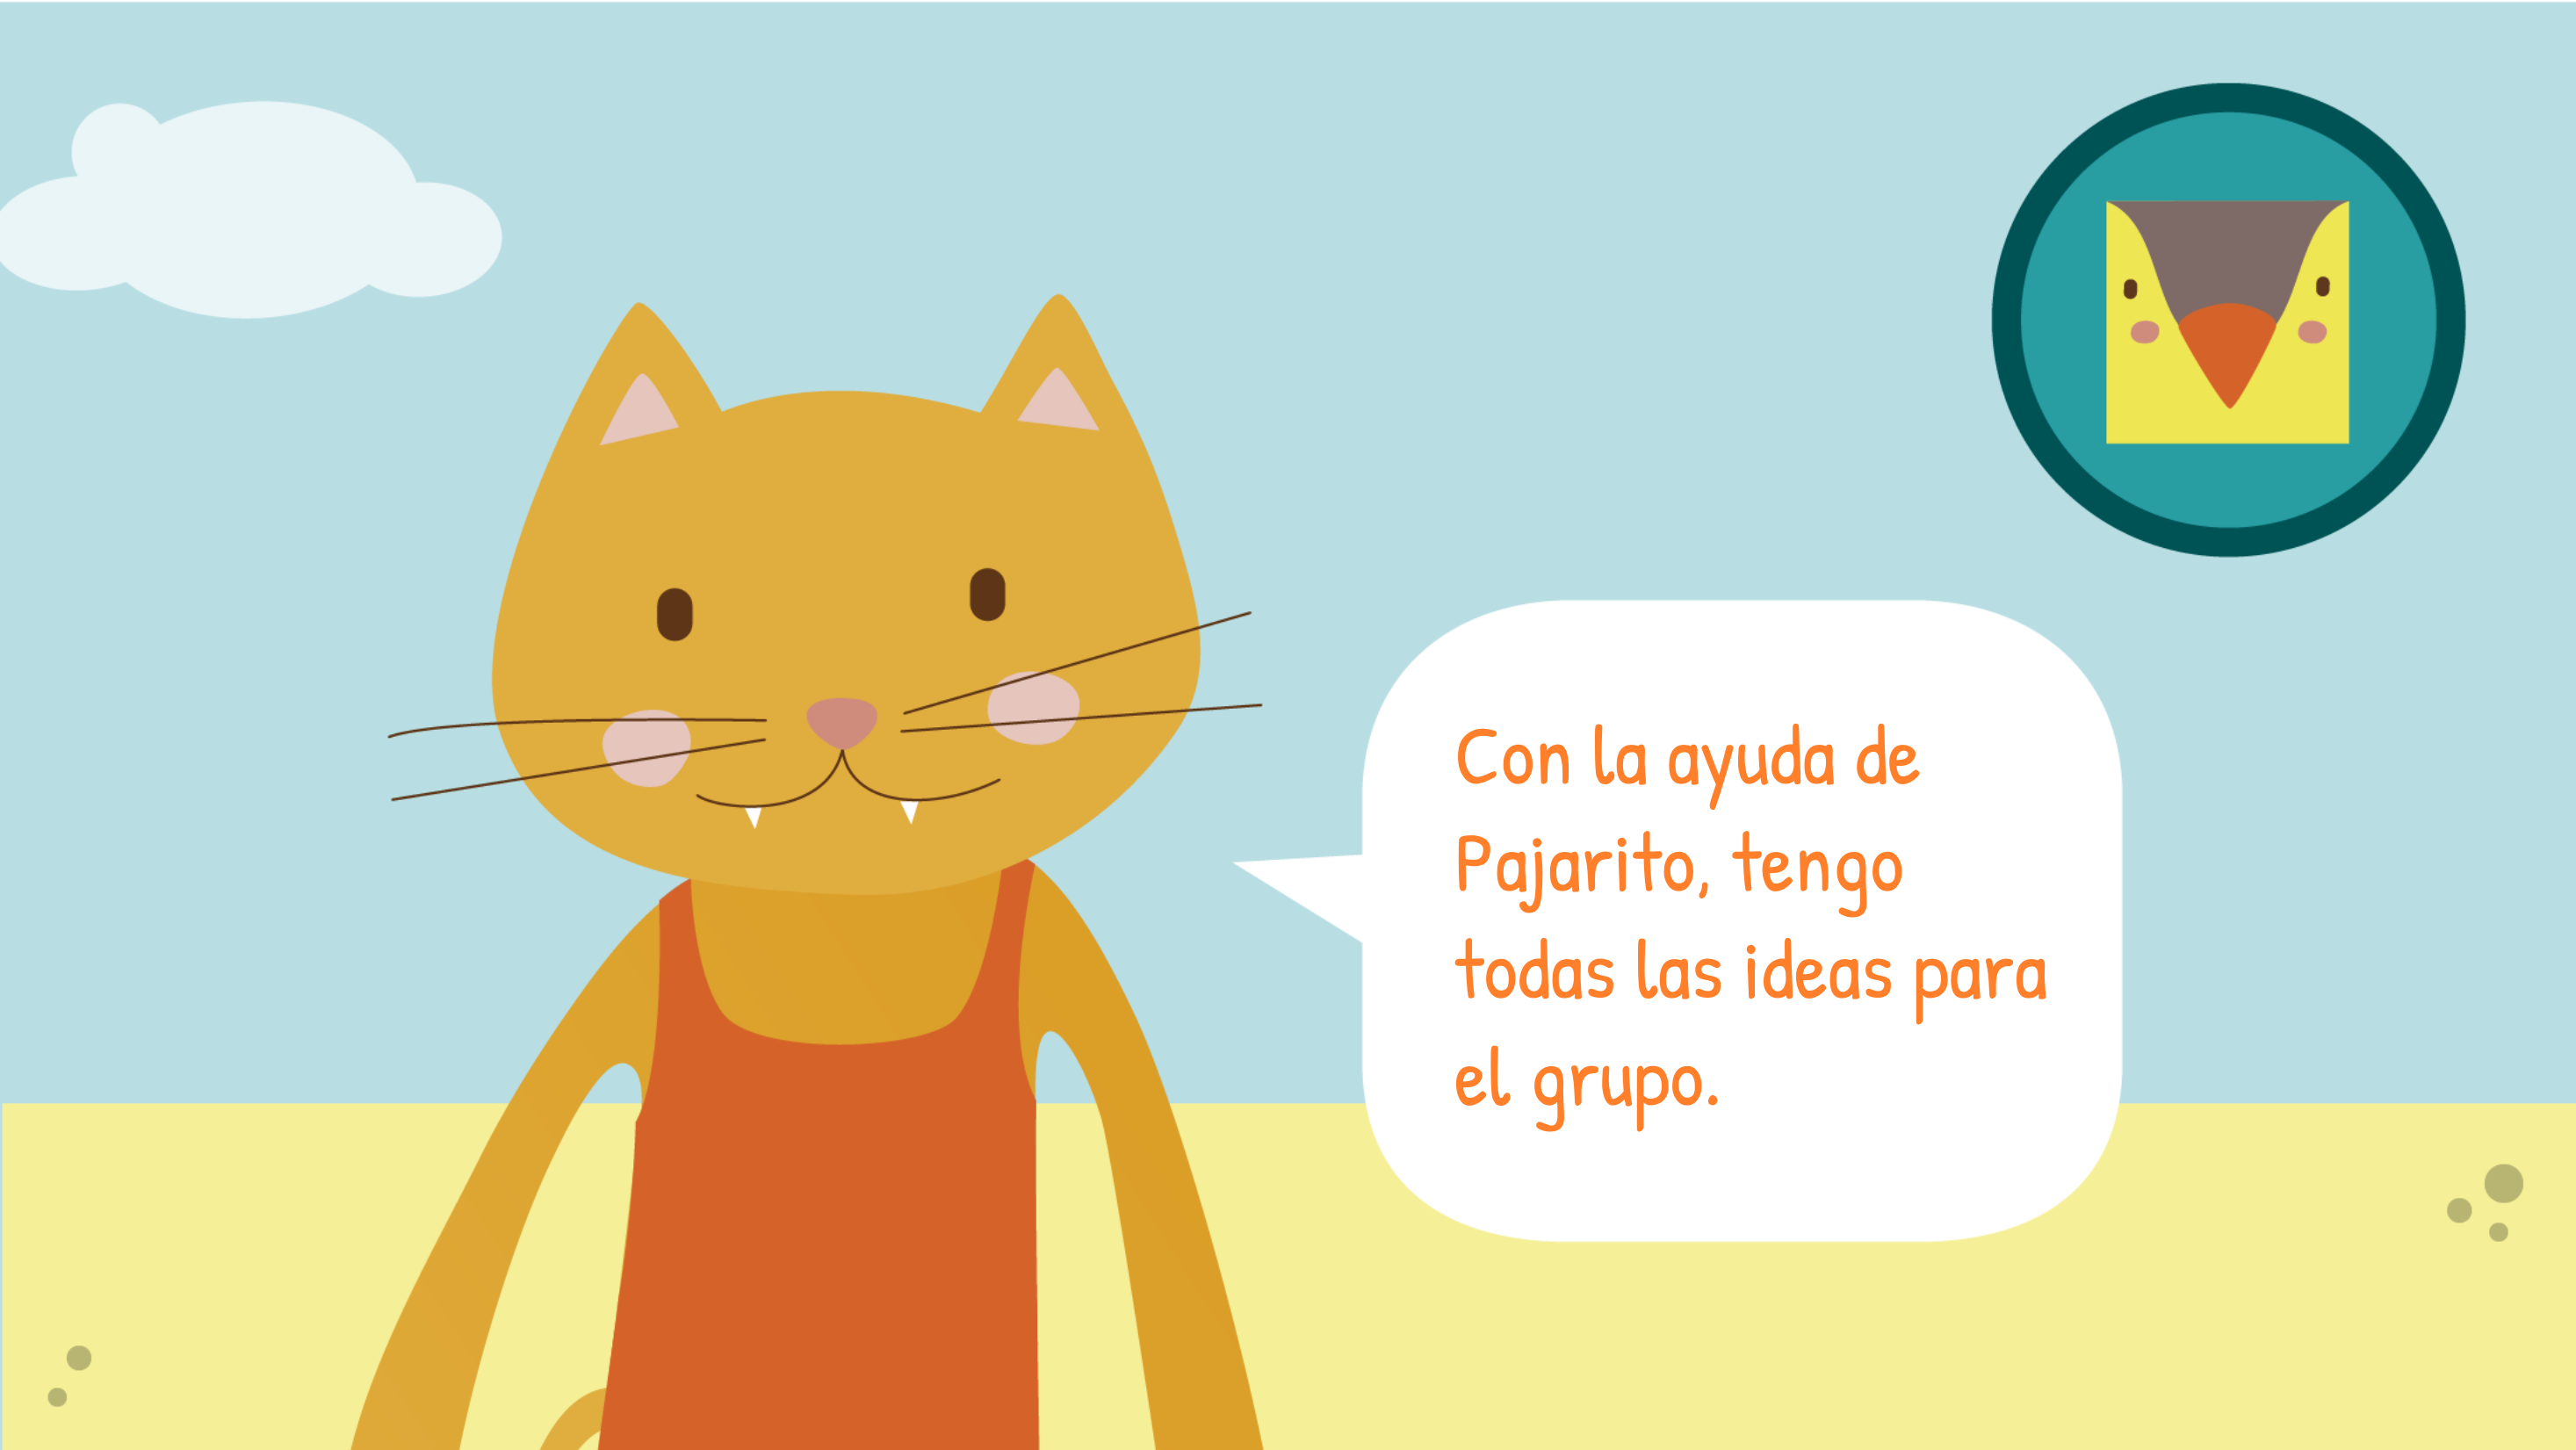 Con la ayuda de
Pajarito, tengo
todas las ideas para
el grupo.